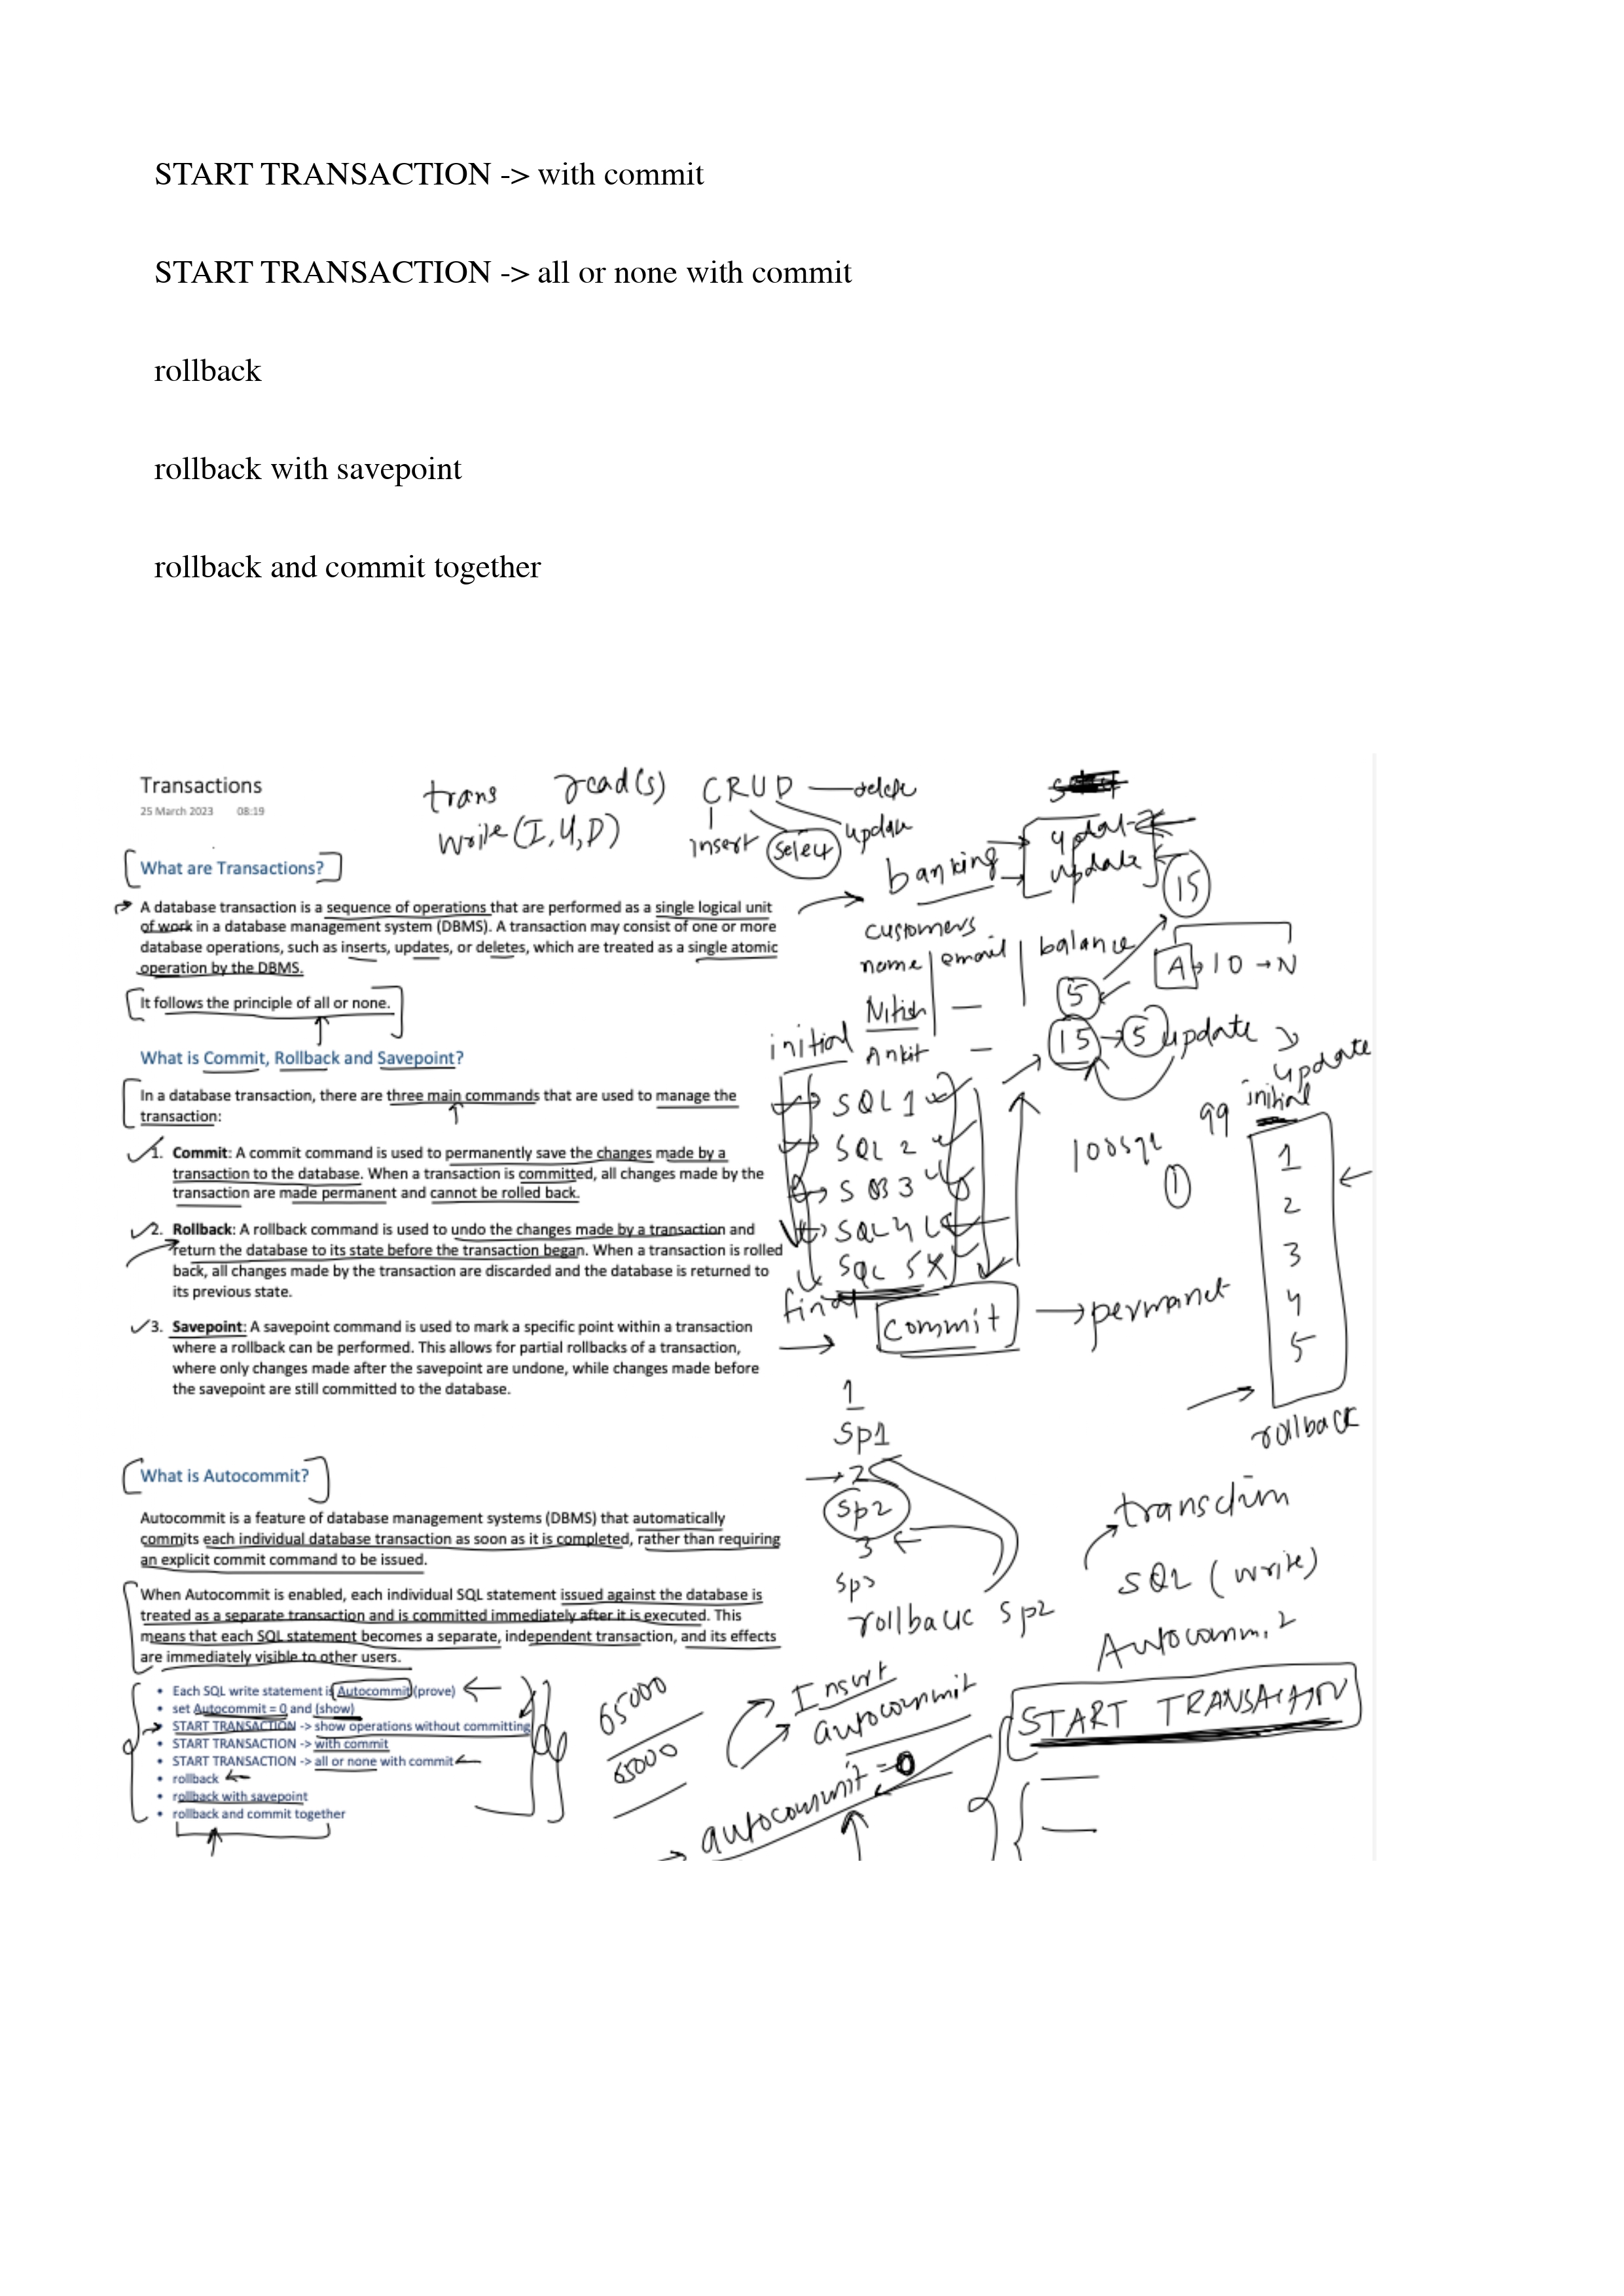 START TRANSACTION -> with commit
START TRANSACTION -> all or none with commit
rollback
rollback with savepoint
rollback and commit together
Transactions
25 March 2023 08:19
What are Transactions?
A database transaction is a sequence of operations that are performed as a single logical unit
of work in a database management system (DBMS). A transaction may consist of one or more
database operations, such as inserts, updates, or deletes, which are treated as a single atomic
operation by the DBMS.
It follows the principle of all or none.
What is Commit, Rollback and Savepoint?
In a database transaction, there are three main commands that are used to manage the
transaction:
1. Commit: A commit command is used to permanently save the changes made by a
transaction to the database. When a transaction is committed, all changes made by the
transaction are made permanent and cannot be rolled back.
2. Rollback: A rollback command is used to undo the changes made by a transaction and
return the database to its state before the transaction began. When a transaction is rolled
back, all changes made by the transaction are discarded and the database is returned to
its previous state.
3. Savepoint: A savepoint command is used to mark a specific point within a transaction
where a rollback can be performed. This allows for partial rollbacks of a transaction,
where only changes made after the savepoint are undone, while changes made before
the savepoint are still committed to the database.
What is Autocommit?
Autocommit is a feature of database management systems (DBMS) that automatically
commits each individual database transaction as soon as it is completed, rather than requiring
an explicit commit command to be issued.
When Autocommit is enabled, each individual SQL statement issued against the database is
treated as a separate transaction and is committed immediately after it is executed. This
means that each SQL statement becomes a separate, independent transaction, and its effects
are immediately visible to other users.
• Each SQL write statement is Autocommit (prove)
• set Autocommit = 0 and (show)
• START TRANSACTION -> show operations without committing
• START TRANSACTION -> with commit
• START TRANSACTION -> all or none with commit
• rollback
• rollback with savepoint
• rollback and commit together
trans read(s)
write (I, U, D)
CRUD delete
insert select update
banking update
update
15
customers
name email balance
A 10 → N
Nitish — 5
initial Ankit — 15 → 5 update
update
SQL 1
SQL 2
SQL 4
SQL 5 X
final
commit → permanet
99 initial
100 sql
1
1
2
3
4
5
rollback
1
Sp1
→ 2
Sp2
3
rollback Sp2
SQL (write)
65000
65000
Insert
autocommit
autocommit = 0